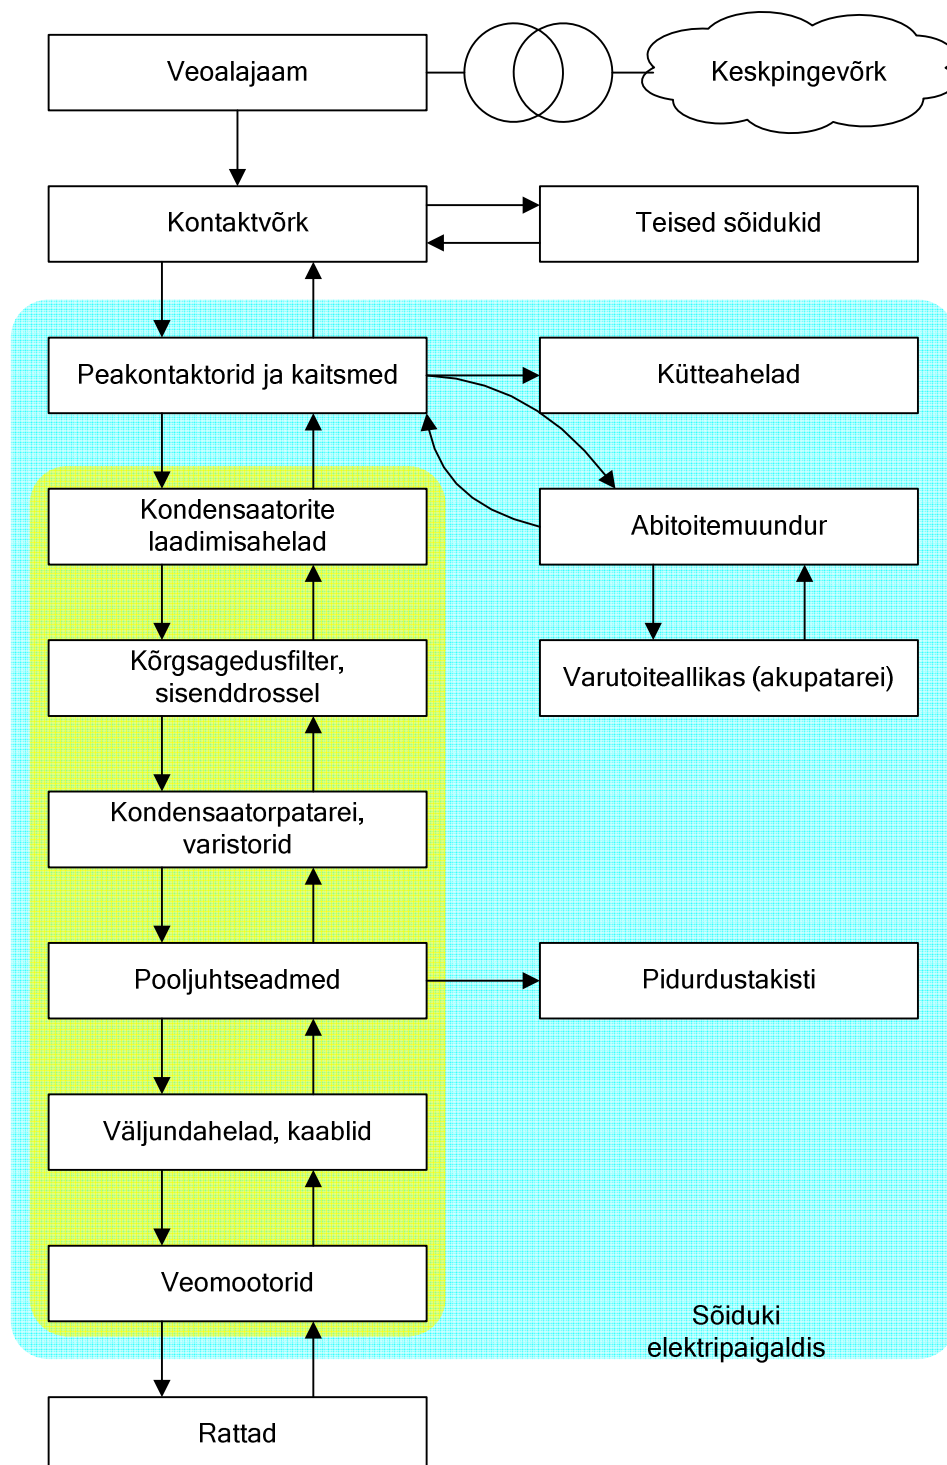 Veoalajaam
Keskpingevõrk
Kontaktvõrk
Teised sõidukid
Peakontaktorid ja kaitsmed
Kütteahelad
Kondensaatorite
laadimisahelad
Abitoitemuundur
Kõrgsagedusfilter,
sisenddrossel
Varutoiteallikas (akupatarei)
Kondensaatorpatarei,
varistorid
Pooljuhtseadmed
Pidurdustakisti
Väljundahelad, kaablid
Veomootorid
Sõiduki
elektripaigaldis
Rattad